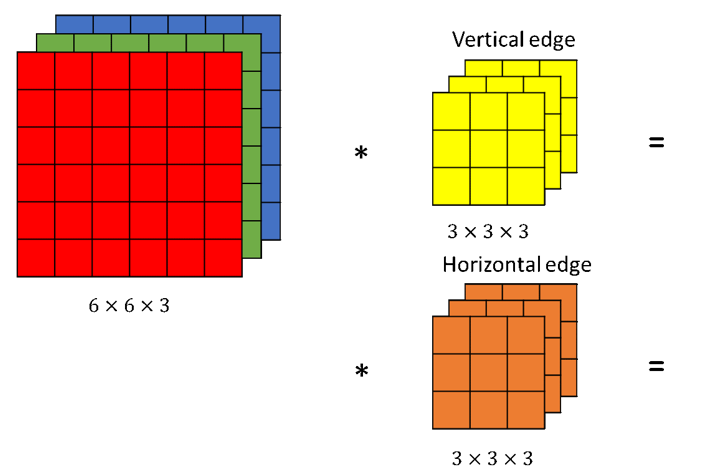 Vertical edge
* =
3 × 3 × 3
Horizontal edge
6 × 6 × 3
* =
3 × 3 × 3